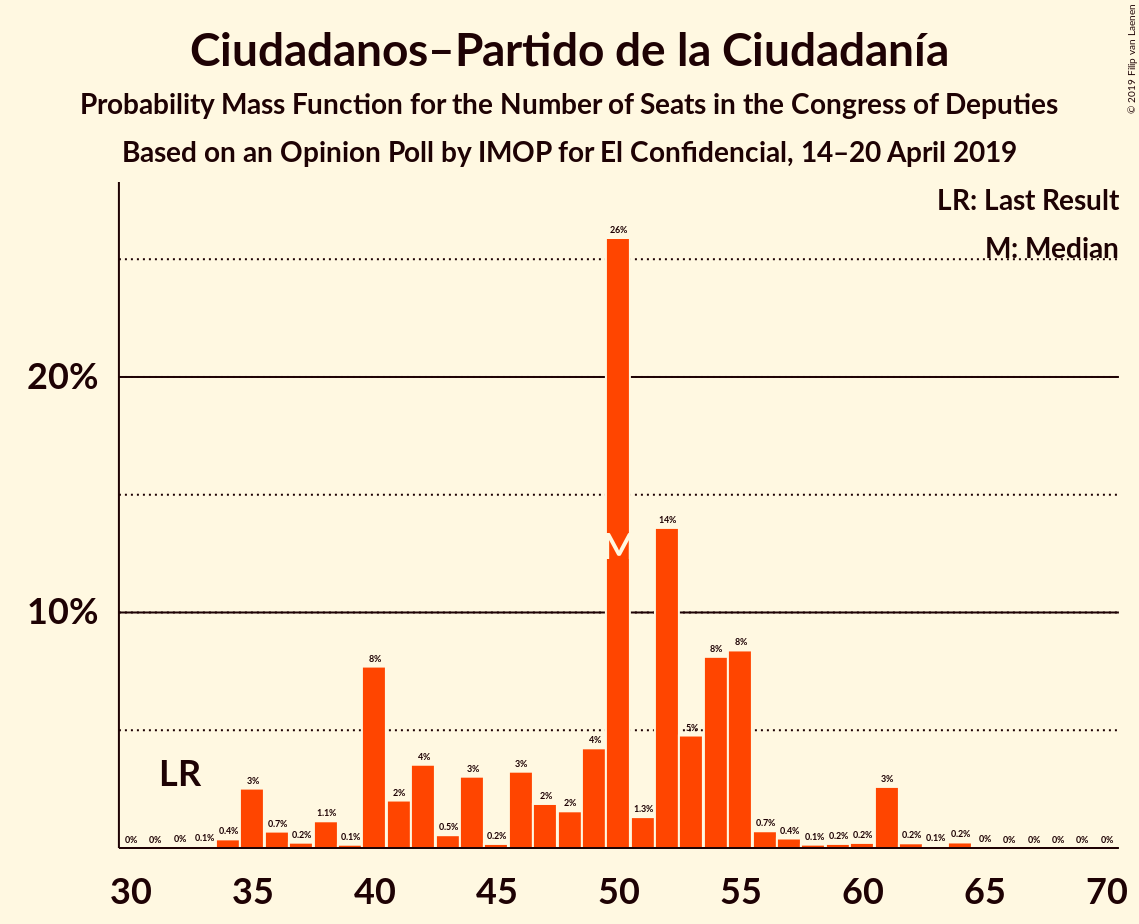 Ciudadanos–Partido de la Ciudadanía
Probability Mass Function for the Number of Seats in the Congress of Deputies
Based on an Opinion Poll by IMOP for El Confidencial, 14–20 April 2019
© 2019 Filip van Laenen
LR: Last Result
M: Median
20%
10%
LR
M
0% 0% 0% 0.1% 0.4% 3% 0.7% 0.2% 1.1% 0.1% 8% 2% 4% 0.5% 3% 0.2% 3% 2% 2% 4% 26% 1.3% 14% 5% 8% 8% 0.7% 0.4% 0.1% 0.2% 0.2% 3% 0.2% 0.1% 0.2% 0% 0% 0% 0% 0% 0%
30 35 40 45 50 55 60 65 70